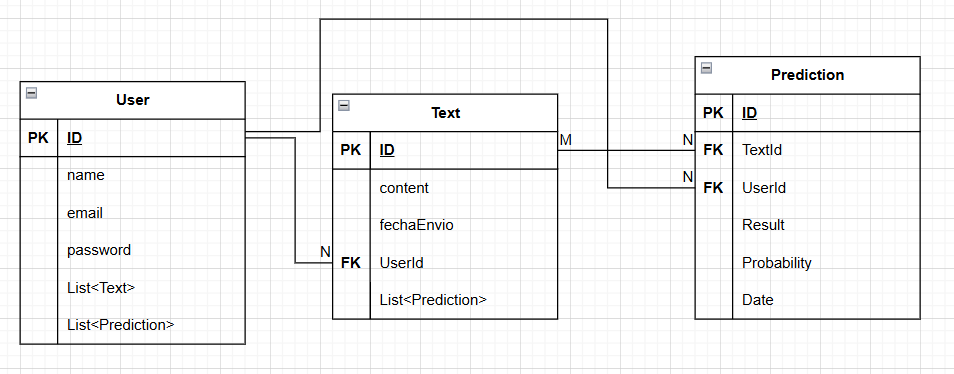 User
PK ID
name
email
password
List<Text>
List<Prediction>
N
Text
PK ID
content
fechaEnvio
FK UserId
List<Prediction>
M
N
N
Prediction
PK ID
FK TextId
FK UserId
Result
Probability
Date